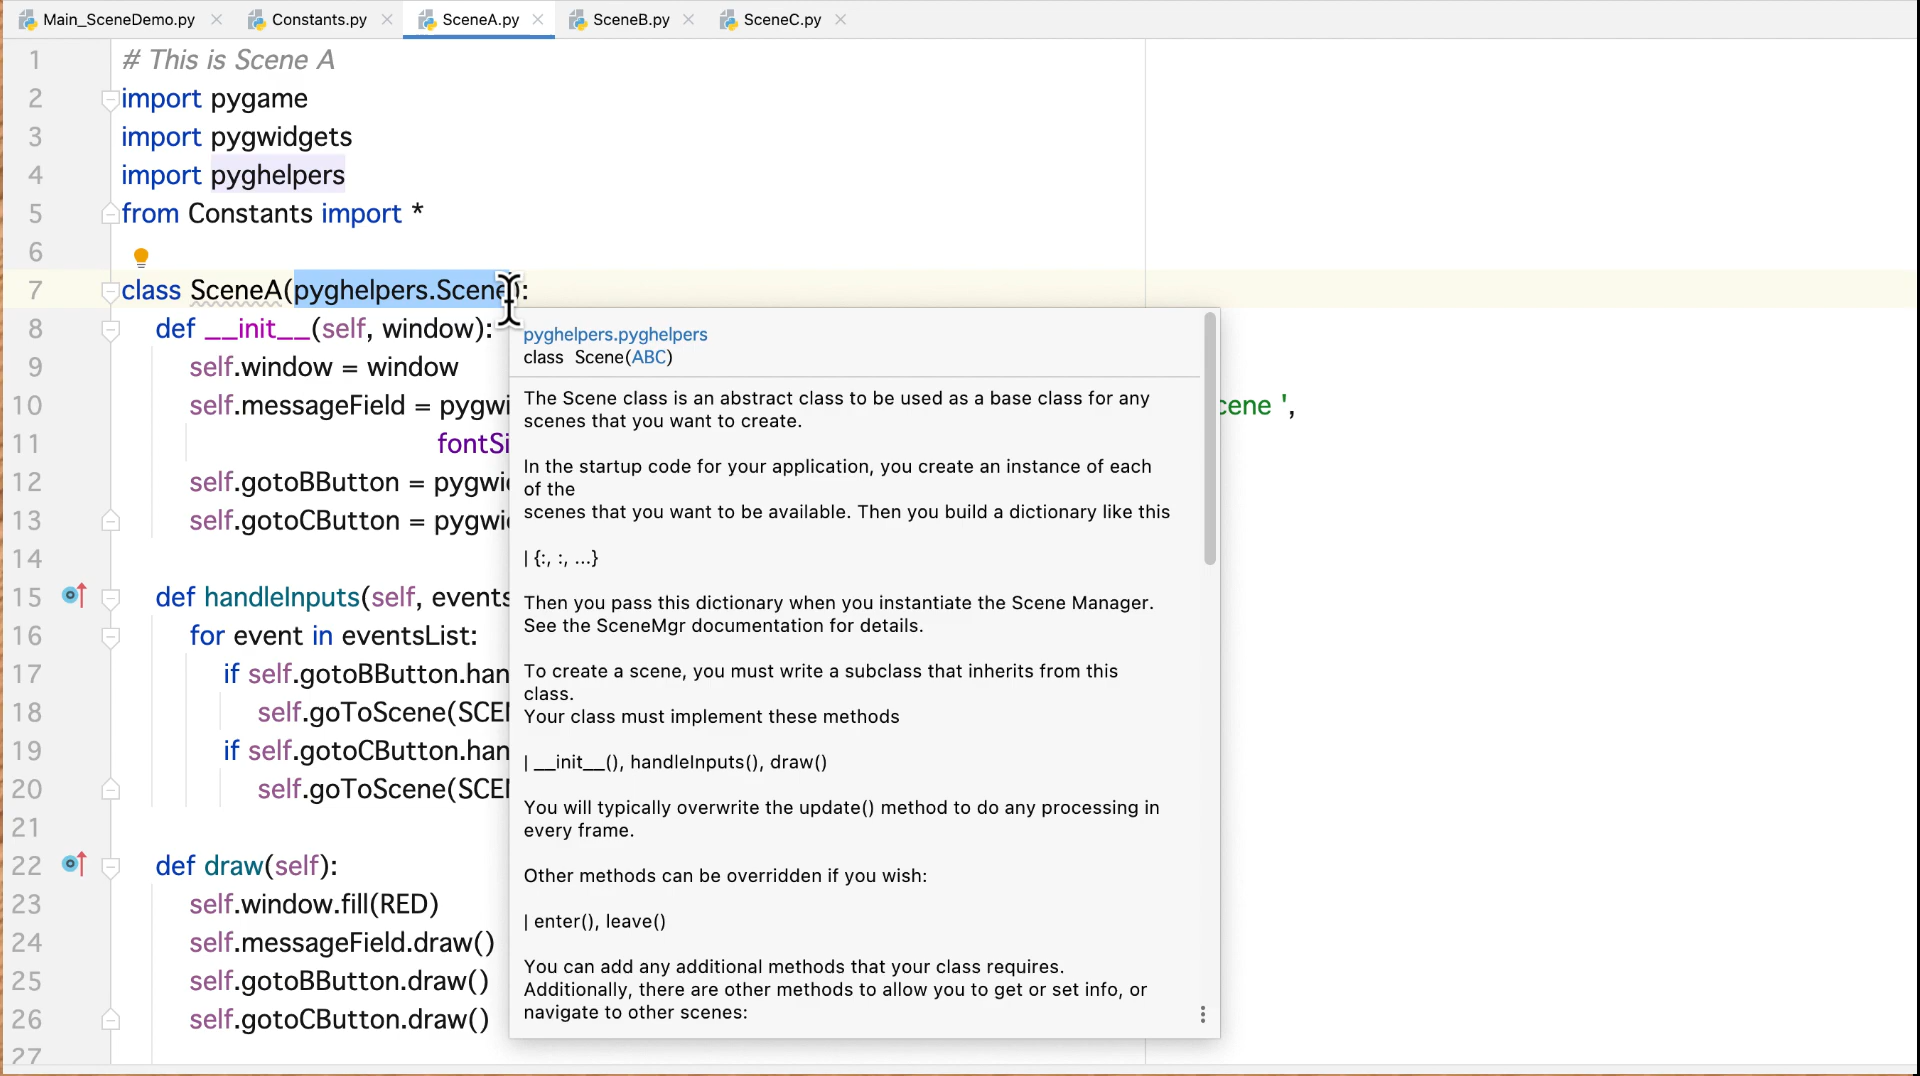 Main_SceneDemo.py
Constants.py
SceneA.py
SceneB.py
SceneC.py
1 # This is Scene A
2 import pygame
3 import pygwidgets
4 import pyghelpers
5 from Constants import *
6
7 class SceneA(pyghelpers.Scene):
8 def __init__(self, window):
9 self.window = window
10 self.messageField = pygwi
cene ',
11 fontSi
12 self.gotoBButton = pygwi
13 self.gotoCButton = pygwi
14
15 def handleInputs(self, events
16 for event in eventsList:
17 if self.gotoBButton.han
18 self.goToScene(SCE
19 if self.gotoCButton.han
20 self.goToScene(SCE
21
22 def draw(self):
23 self.window.fill(RED)
24 self.messageField.draw()
25 self.gotoBButton.draw()
26 self.gotoCButton.draw()
27
pyghelpers.pyghelpers
class Scene(ABC)
The Scene class is an abstract class to be used as a base class for any
scenes that you want to create.
In the startup code for your application, you create an instance of each
of the
scenes that you want to be available. Then you build a dictionary like this
| {:, :, ...}
Then you pass this dictionary when you instantiate the Scene Manager.
See the SceneMgr documentation for details.
To create a scene, you must write a subclass that inherits from this
class.
Your class must implement these methods
| __init__(), handleInputs(), draw()
You will typically overwrite the update() method to do any processing in
every frame.
Other methods can be overridden if you wish:
| enter(), leave()
You can add any additional methods that your class requires.
Additionally, there are other methods to allow you to get or set info, or
navigate to other scenes: